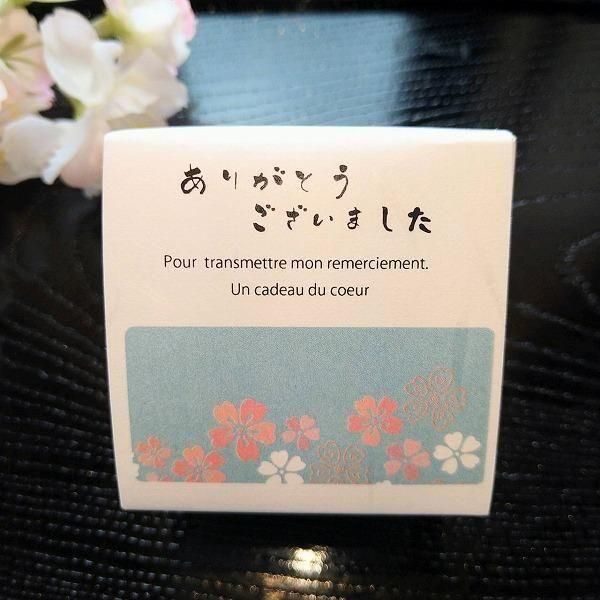 ありがとう
ございました
Pour transmettre mon remerciement.
Un cadeau du coeur